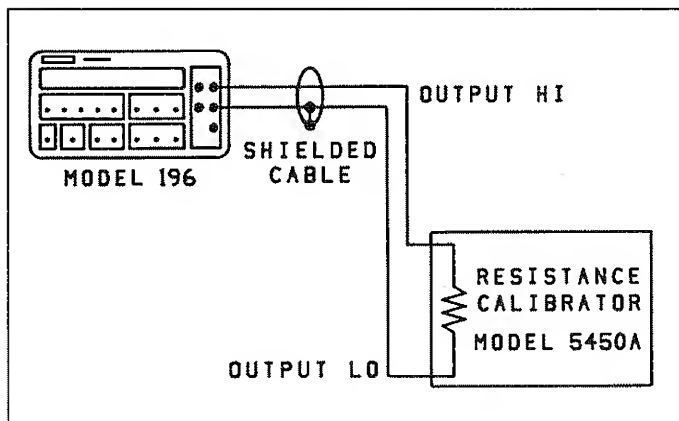 OUTPUT HI
SHIELDED
CABLE
MODEL 196
RESISTANCE
CALIBRATOR
MODEL 5450A
OUTPUT LO